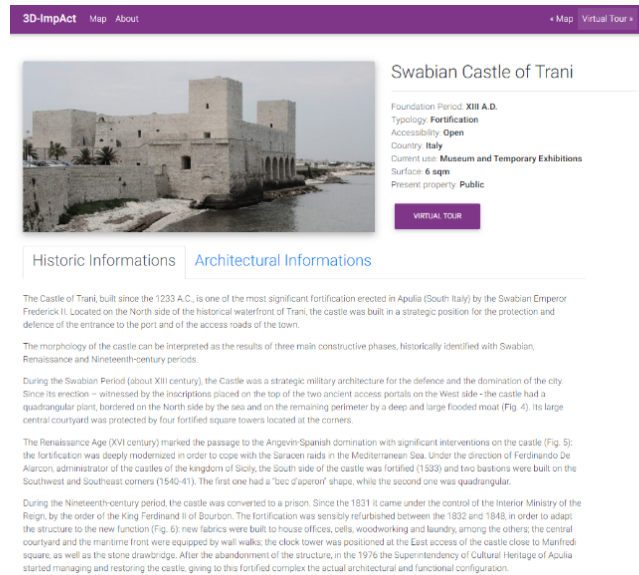 3D-ImpAct Map About « Map Virtual Tour »
Swabian Castle of Trani
Foundation Period: XIII A.D.
Typology: Fortification
Accessibility: Open
Country: Italy
Current use: Museum and Temporary Exhibitions
Surface: 6 sqm
Present property: Public
VIRTUAL TOUR
Historic Informations Architectural Informations
The Castle of Trani, built since the 1233 A.C., is one of the most significant fortification erected in Apulia (South Italy) by the Swabian Emperor
Frederick II. Located on the North side of the historical waterfront of Trani, the castle was built in a strategic position for the protection and
defence of the entrance to the port and of the access roads of the town.
The morphology of the castle can be interpreted as the results of three main constructive phases, historically identified with Swabian,
Renaissance and Nineteenth-century periods.
During the Swabian Period (about XIII century), the Castle was a strategic military architecture for the defence and the domination of the city.
Since its erection – witnessed by the inscriptions placed on the top of the two ancient access portals on the West side - the castle had a
quadrangular plant, bordered on the North side by the sea and on the remaining perimeter by a deep and large flooded moat (Fig. 4). Its large
central courtyard was protected by four fortified square towers located at the corners.
The Renaissance Age (XVI century) marked the passage to the Angevin-Spanish domination with significant interventions on the castle (Fig. 5):
the fortification was deeply modernized in order to cope with the Saracen raids in the Mediterranean Sea. Under the direction of Ferdinando De
Alarcon, administrator of the castles of the kingdom of Sicily, the South side of the castle was fortified (1533) and two bastions were built on the
Southwest and Southeast corners (1540-41). The first one had a "bec d'aperon" shape, while the second one was quadrangular.
During the Nineteenth-century period, the castle was converted to a prison. Since the 1831 it came under the control of the Interior Ministry of the
Reign, by the order of the King Ferdinand II of Bourbon. The fortification was sensibly refurbished between the 1832 and 1848, in order to adapt
the structure to the new function (Fig. 6): new fabrics were built to house offices, cells, woodworking and laundry, among the others; the central
courtyard and the maritime front were equipped by wall walks; the clock tower was positioned at the East access of the castle close to Manfredi
square, as well as the stone drawbridge. After the abandonment of the structure, in the 1976 the Superintendency of Cultural Heritage of Apulia
started managing and restoring the castle, giving to this fortified complex the actual architectural and functional configuration.